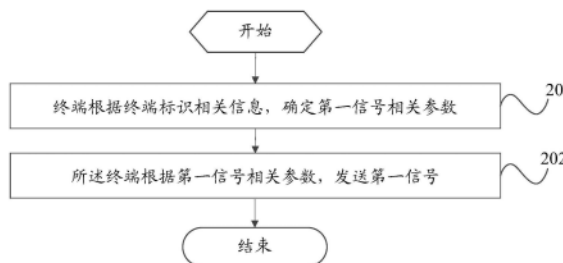 开始
终端根据终端标识相关信息，确定第一信号相关参数
20
所述终端根据第一信号相关参数，发送第一信号
202
结束